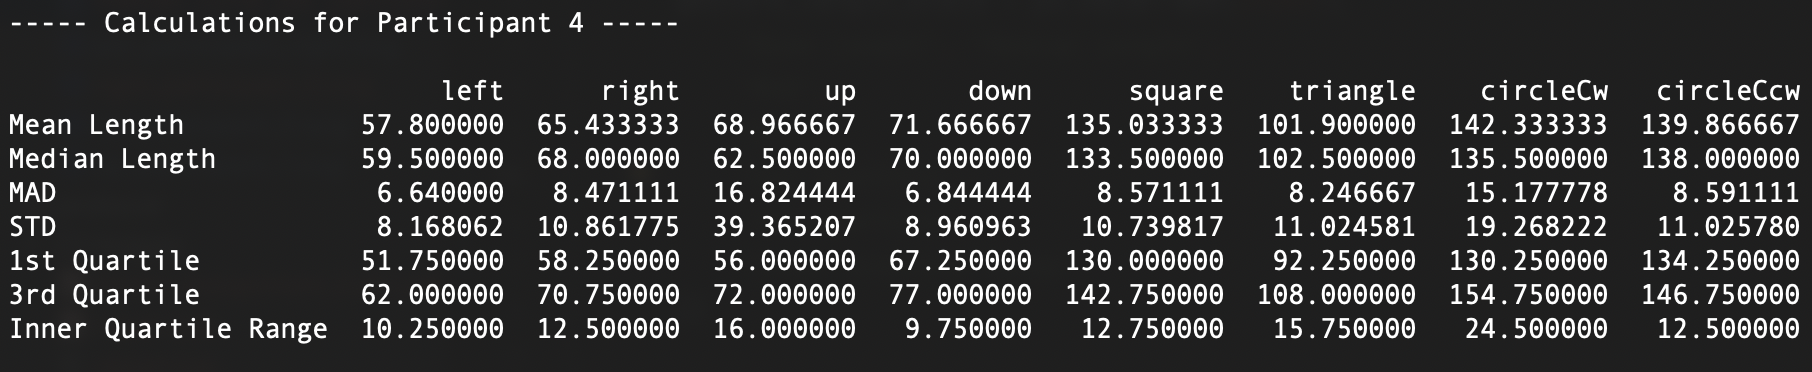 ----- Calculations for Participant 4 -----
left right up down square triangle circleCw circleCcw
Mean Length 57.800000 65.433333 68.966667 71.666667 135.033333 101.900000 142.333333 139.866667
Median Length 59.500000 68.000000 62.500000 70.000000 133.500000 102.500000 135.500000 138.000000
MAD 6.640000 8.471111 16.824444 6.844444 8.571111 8.246667 15.177778 8.591111
STD 8.168062 10.861775 39.365207 8.960963 10.739817 11.024581 19.268222 11.025780
1st Quartile 51.750000 58.250000 56.000000 67.250000 130.000000 92.250000 130.250000 134.250000
3rd Quartile 62.000000 70.750000 72.000000 77.000000 142.750000 108.000000 154.750000 146.750000
Inner Quartile Range 10.250000 12.500000 16.000000 9.750000 12.750000 15.750000 24.500000 12.500000